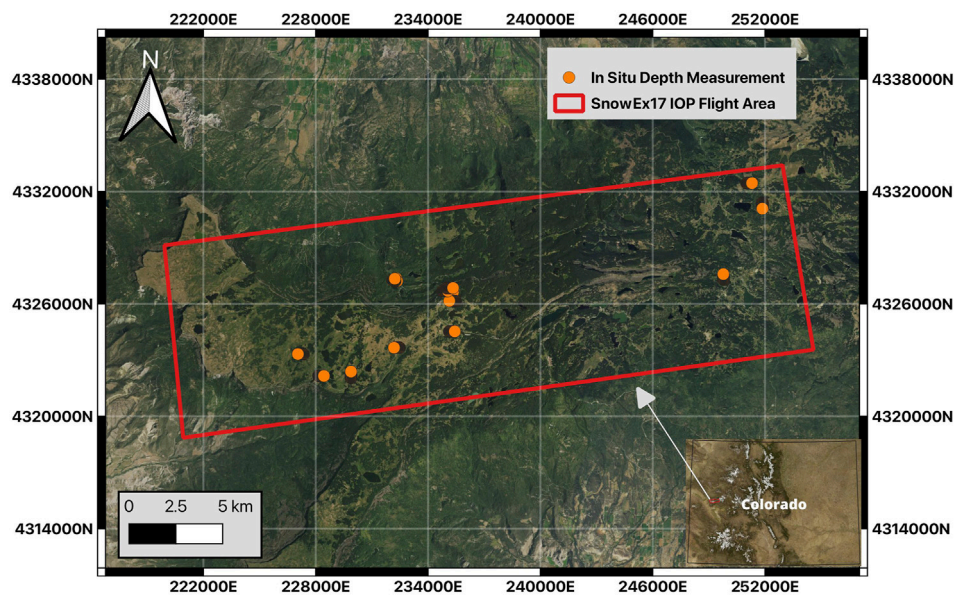 222000E 228000E 234000E 240000E 246000E 252000E
N
In Situ Depth Measurement
SnowEx17 IOP Flight Area
4338000N 4338000N
4332000N 4332000N
4326000N 4326000N
4320000N 4320000N
0 2.5 5 km
Colorado
4314000N 4314000N
222000E 228000E 234000E 240000E 246000E 252000E